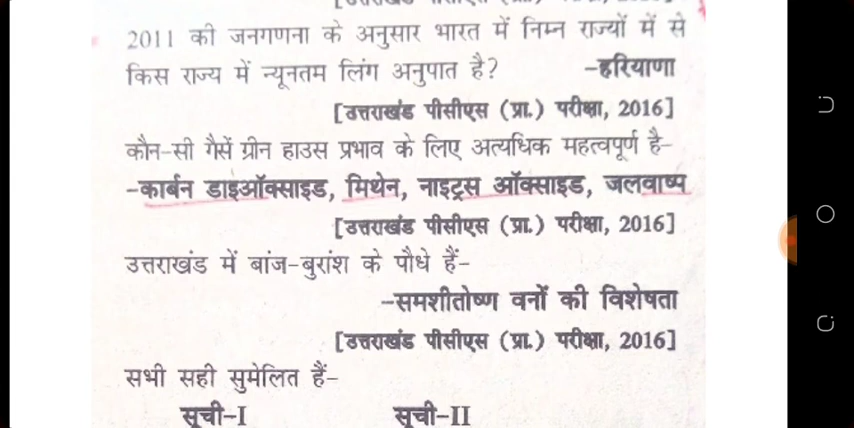 2011 की जनगणना के अनुसार भारत में निम्न राज्यों में से
किस राज्य में न्यूनतम लिंग अनुपात है? -हरियाणा
[उत्तराखंड पीसीएस (प्रा.) परीक्षा, 2016]
कौन-सी गैसें ग्रीन हाउस प्रभाव के लिए अत्यधिक महत्वपूर्ण है-
-कार्बन डाइऑक्साइड, मिथेन, नाइट्रस ऑक्साइड, जलवाष्प
[उत्तराखंड पीसीएस (प्रा.) परीक्षा, 2016]
उत्तराखंड में बांज-बुरांश के पौधे हैं-
-समशीतोष्ण वनों की विशेषता
[उत्तराखंड पीसीएस (प्रा.) परीक्षा, 2016]
सभी सही सुमेलित हैं-
सूची-I सूची-II